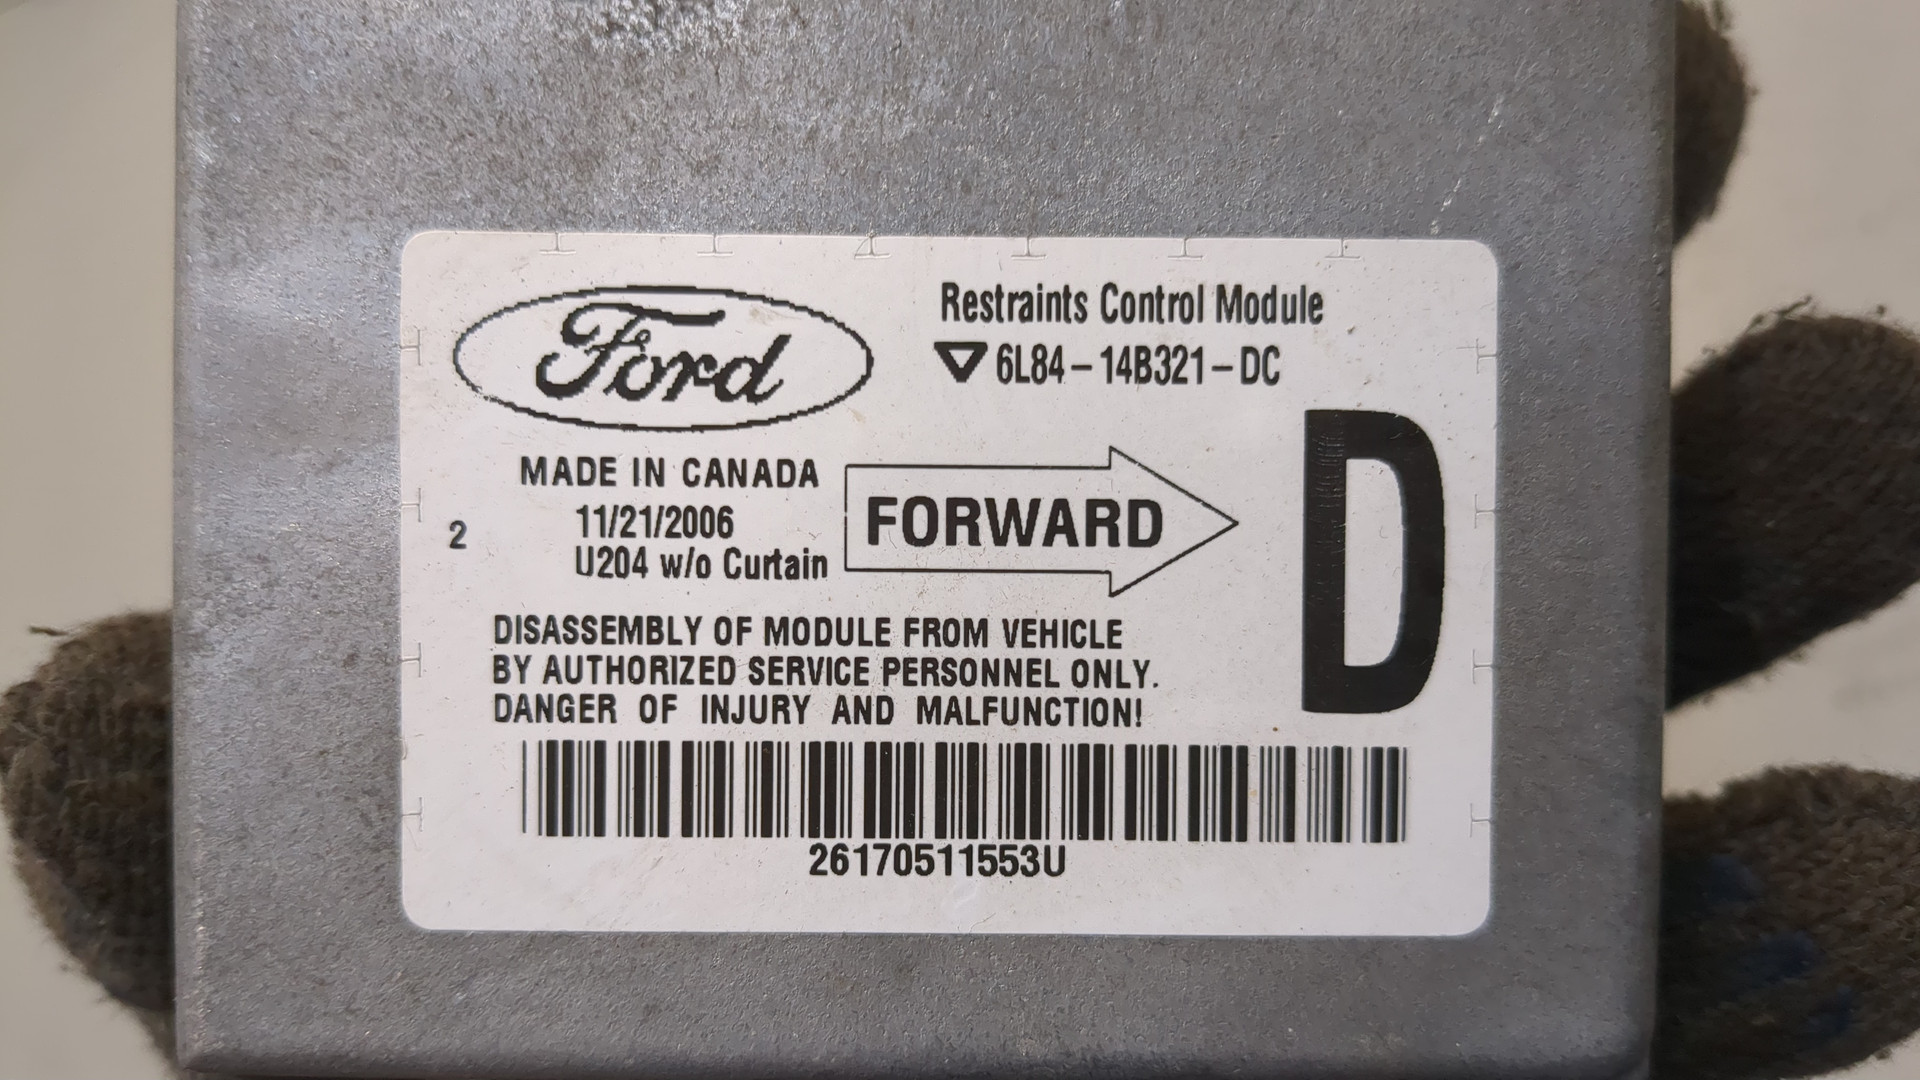 Ford
Restraints Control Module
6L84-14B321-DC
MADE IN CANADA
11/21/2006
U204 w/o Curtain
2
FORWARD
D
DISASSEMBLY OF MODULE FROM VEHICLE
BY AUTHORIZED SERVICE PERSONNEL ONLY.
DANGER OF INJURY AND MALFUNCTION!
26170511553U